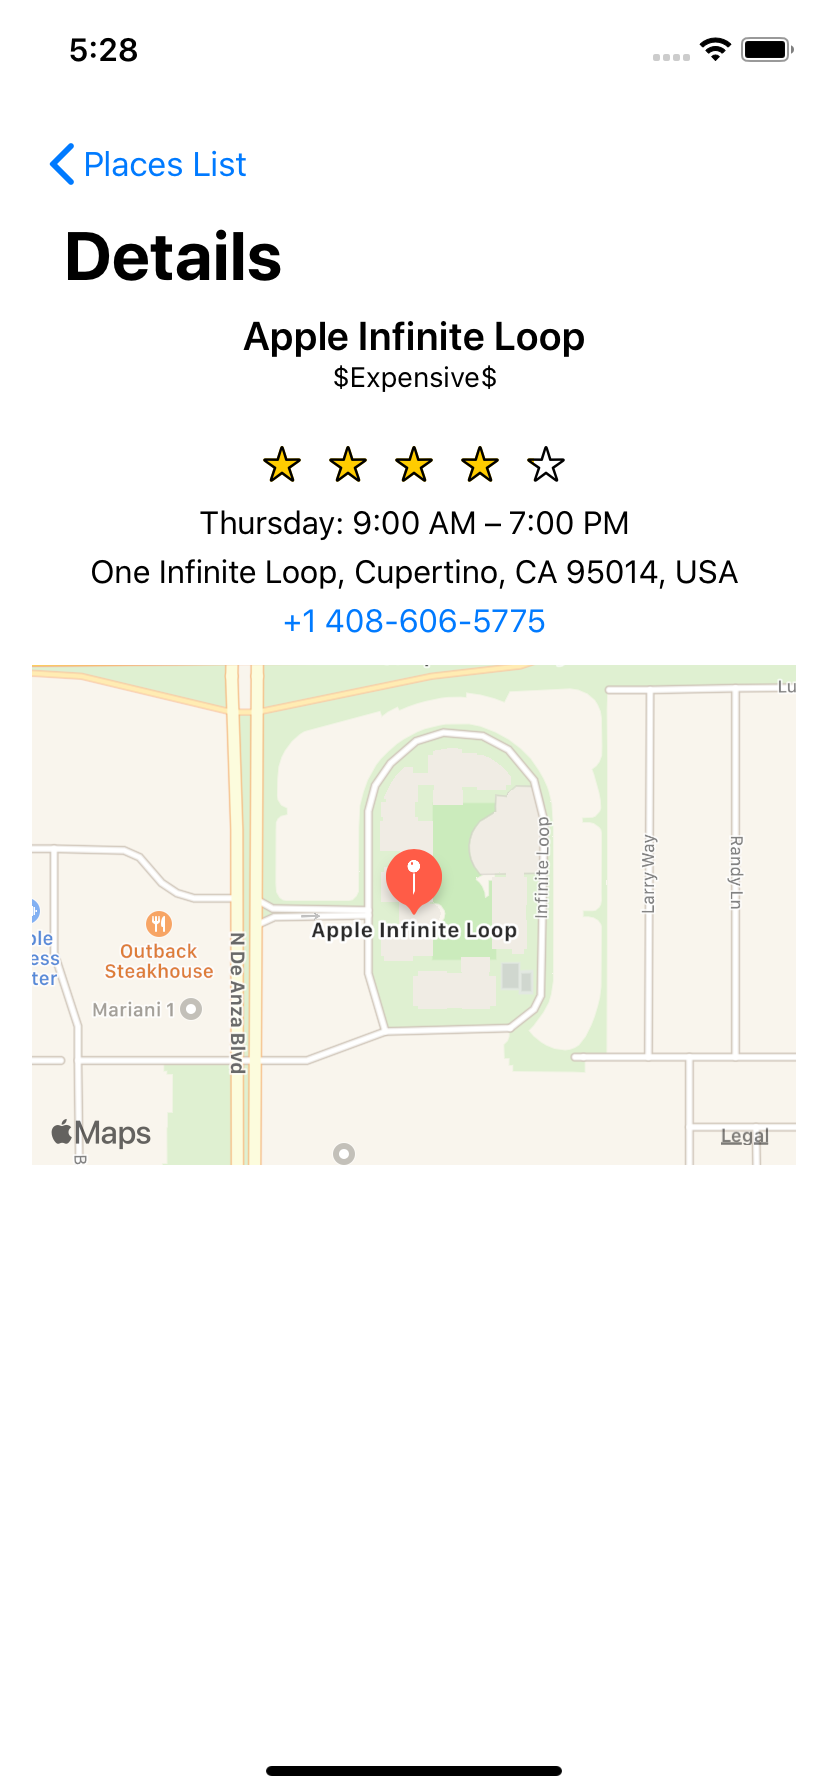 5:28
Places List
Details
Apple Infinite Loop
$Expensive$
Thursday: 9:00 AM – 7:00 PM
One Infinite Loop, Cupertino, CA 95014, USA
+1 408-606-5775
Lu
Infinite Loop
Larry Way
Randy Ln
Apple Infinite Loop
ple
ess
ter
Outback
Steakhouse
Mariani 1
N De Anza Blvd
Maps
Legal
B